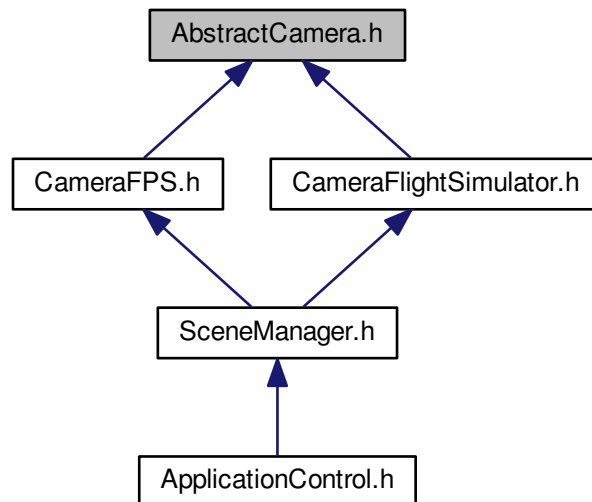 AbstractCamera.h
CameraFPS.h
CameraFlightSimulator.h
SceneManager.h
ApplicationControl.h